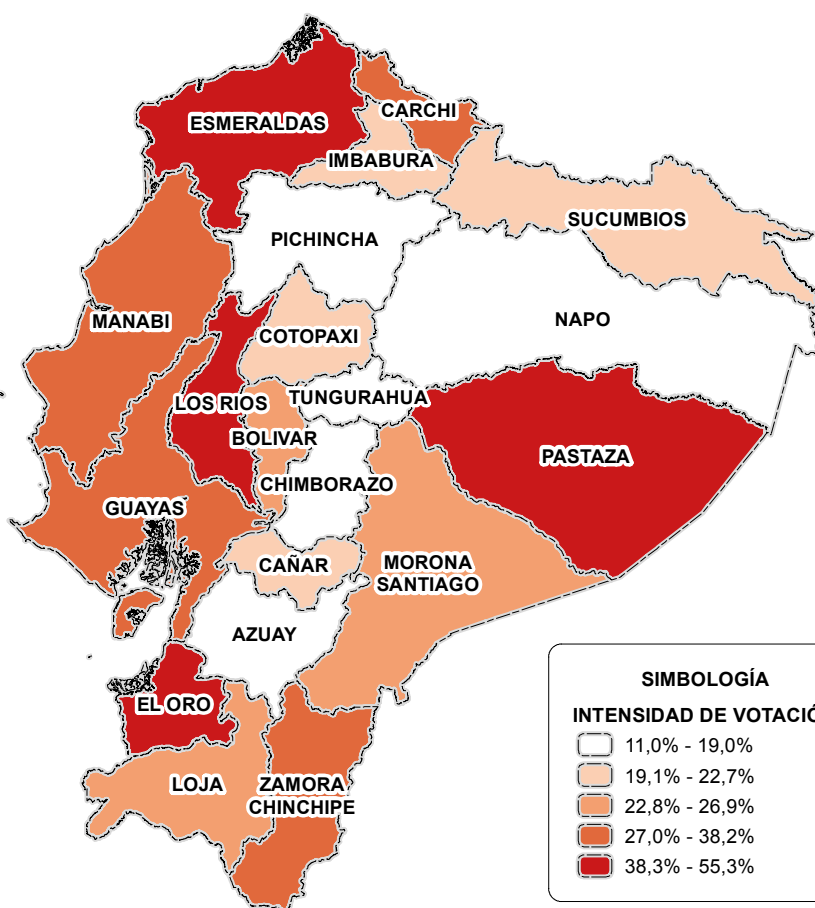 ESMERALDAS
CARCHI
IMBABURA
SUCUMBIOS
PICHINCHA
NAPO
MANABI
COTOPAXI
TUNGURAHUA
LOS RIOS
BOLIVAR
PASTAZA
CHIMBORAZO
GUAYAS
CAÑAR
MORONA
SANTIAGO
AZUAY
EL ORO
LOJA
ZAMORA
CHINCHIPE
SIMBOLOGÍA
INTENSIDAD DE VOTACIÓ
11,0% - 19,0%
19,1% - 22,7%
22,8% - 26,9%
27,0% - 38,2%
38,3% - 55,3%